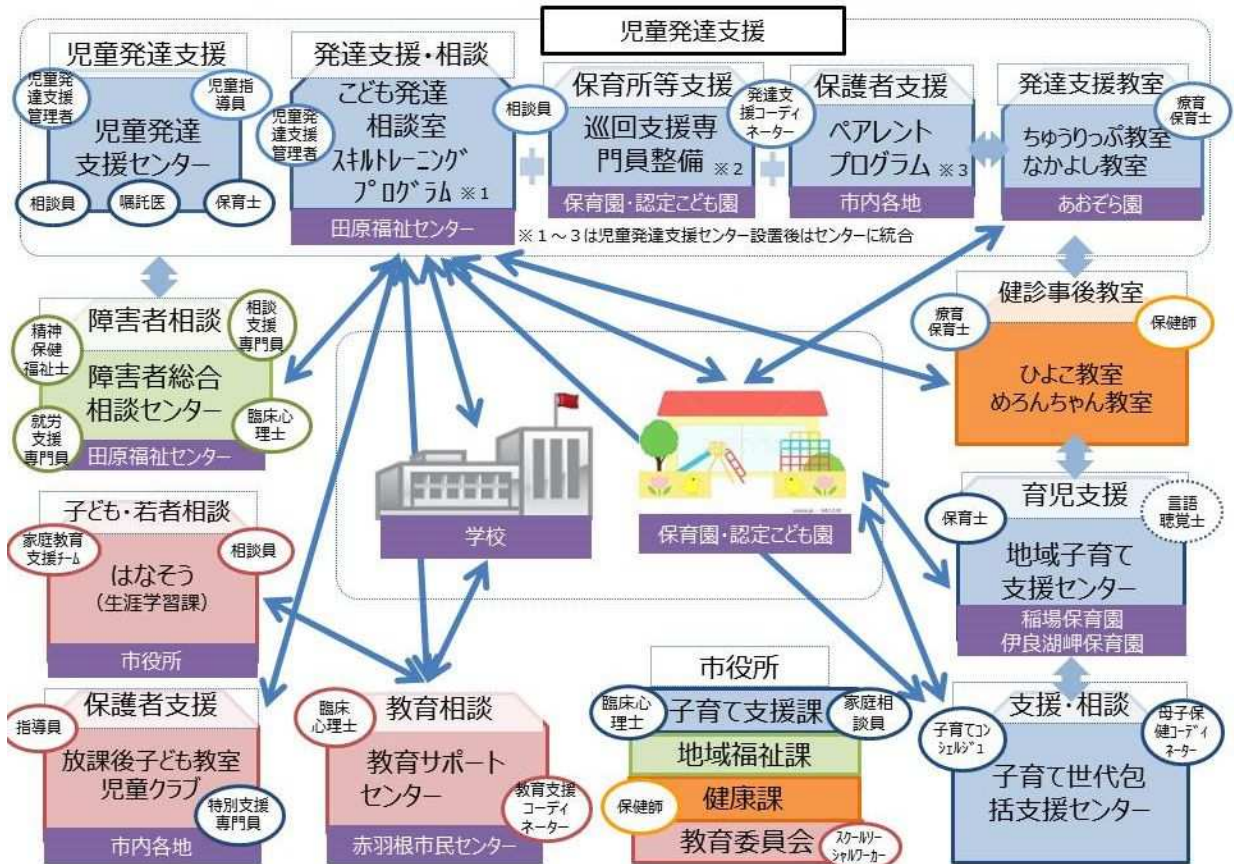 児童発達支援
児童発達支援
児童発
達支援
管理者
児童指
導員
児童発達
支援センター
相談員
嘱託医
保育士
発達支援・相談
児童発
達支援
管理者
こども発達
相談室
ｽｷﾙﾄﾚｰﾆﾝｸﾞ
ﾌﾟﾛｸﾞﾗﾑ ※１
田原福祉センター
相談員
保育所等支援
巡回支援専
門員整備 ※２
保育園・認定こども園
発達支
援コーディ
ネーター
保護者支援
ペアレント
プログラム ※３
市内各地
発達支援教室
療育
保育士
ちゅうりっぷ教室
なかよし教室
あおぞら園
※１～３は児童発達支援センター設置後はセンターに統合
障害者相談
精神
保健
福祉士
相談
支援
専門員
障害者総合
相談センター
就労
支援
専門員
臨床心
理士
田原福祉センター
健診事後教室
療育
保育士
保健師
ひよこ教室
めろんちゃん教室
学校
保育園・認定こども園
子ども・若者相談
家庭教育
支援ﾁｰﾑ
相談員
はなそう
（生涯学習課）
市役所
育児支援
保育士
言語
聴覚士
地域子育て
支援センター
稲場保育園
伊良湖岬保育園
保護者支援
指導員
放課後子ども教室
児童クラブ
特別支援
専門員
市内各地
教育相談
臨床
心理士
教育サポート
センター
教育支援
コーディ
ネーター
赤羽根市民センター
市役所
臨床心
理士
子育て支援課
家庭相
談員
地域福祉課
保健師
健康課
教育委員会
ｽｸｰﾙｿｰ
ｼｬﾙﾜｰｶｰ
支援・相談
子育てコン
ｼｪﾙｼﾞｭ
母子保
健ｺｰﾃﾞｨ
ﾈｰﾀｰ
子育て世代包
括支援センター